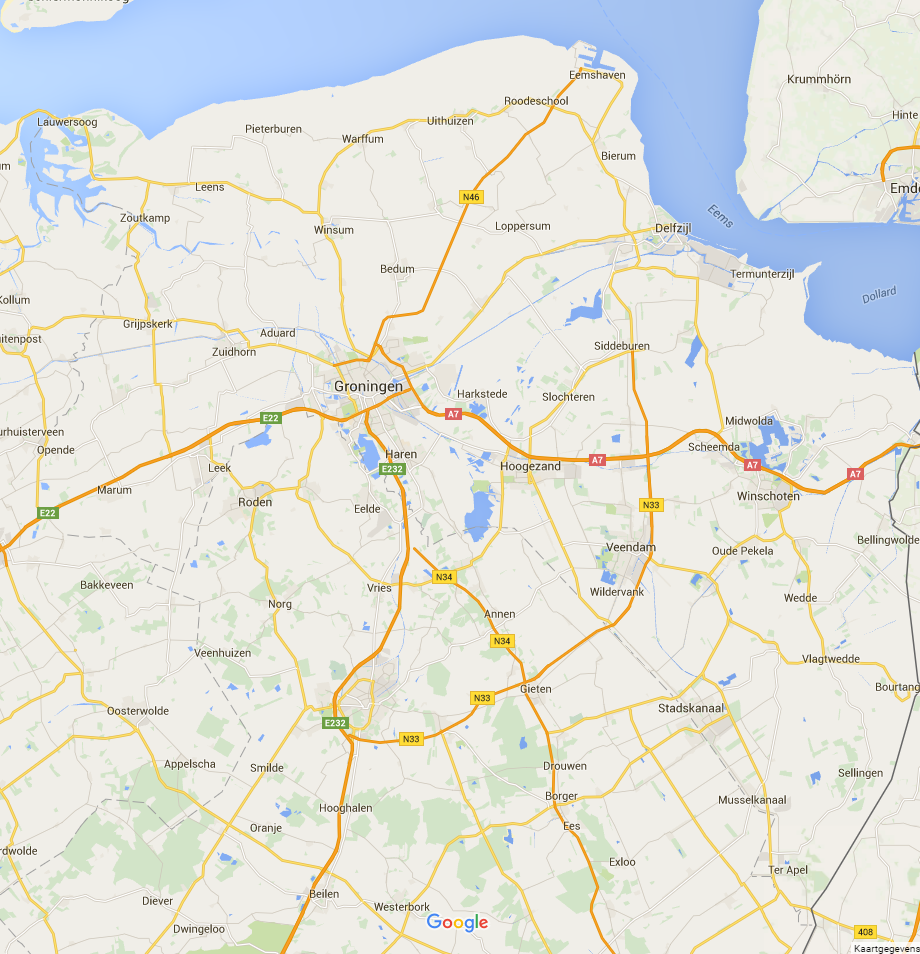 Krummhörn
Eemshaven
Roodeschool
Hinte
Lauwersoog
Uithuizen
Pieterburen
Warffum
Bierum
Leens
Emde
N46
Eems
Zoutkamp
Winsum
Loppersum
Delfzijl
Bedum
Termunterzijl
Dollard
Kollum
Grijpskerk
Aduard
uitenpost
Zuidhorn
Siddeburen
Groningen
Harkstede
Slochteren
E22
A7
Midwolda
urhuisterveen
Opende
Haren
Scheemda
Leek
E232
Hoogezand
A7
A7
A7
Marum
Winschoten
Roden
Eelde
N33
E22
Veendam
Oude Pekela
Bellingwolde
N34
Bakkeveen
Vries
Wildervank
Wedde
Norg
Annen
N34
Veenhuizen
Vlagtwedde
Gieten
Bourtang
N33
Oosterwolde
Stadskanaal
E232
N33
Appelscha
Smilde
Drouwen
Sellingen
Borger
Musselkanaal
Hooghalen
Oranje
Ees
rdwolde
Exloo
Ter Apel
Beilen
Diever
Westerbork
Google
Dwingeloo
408
Kaartgegevens